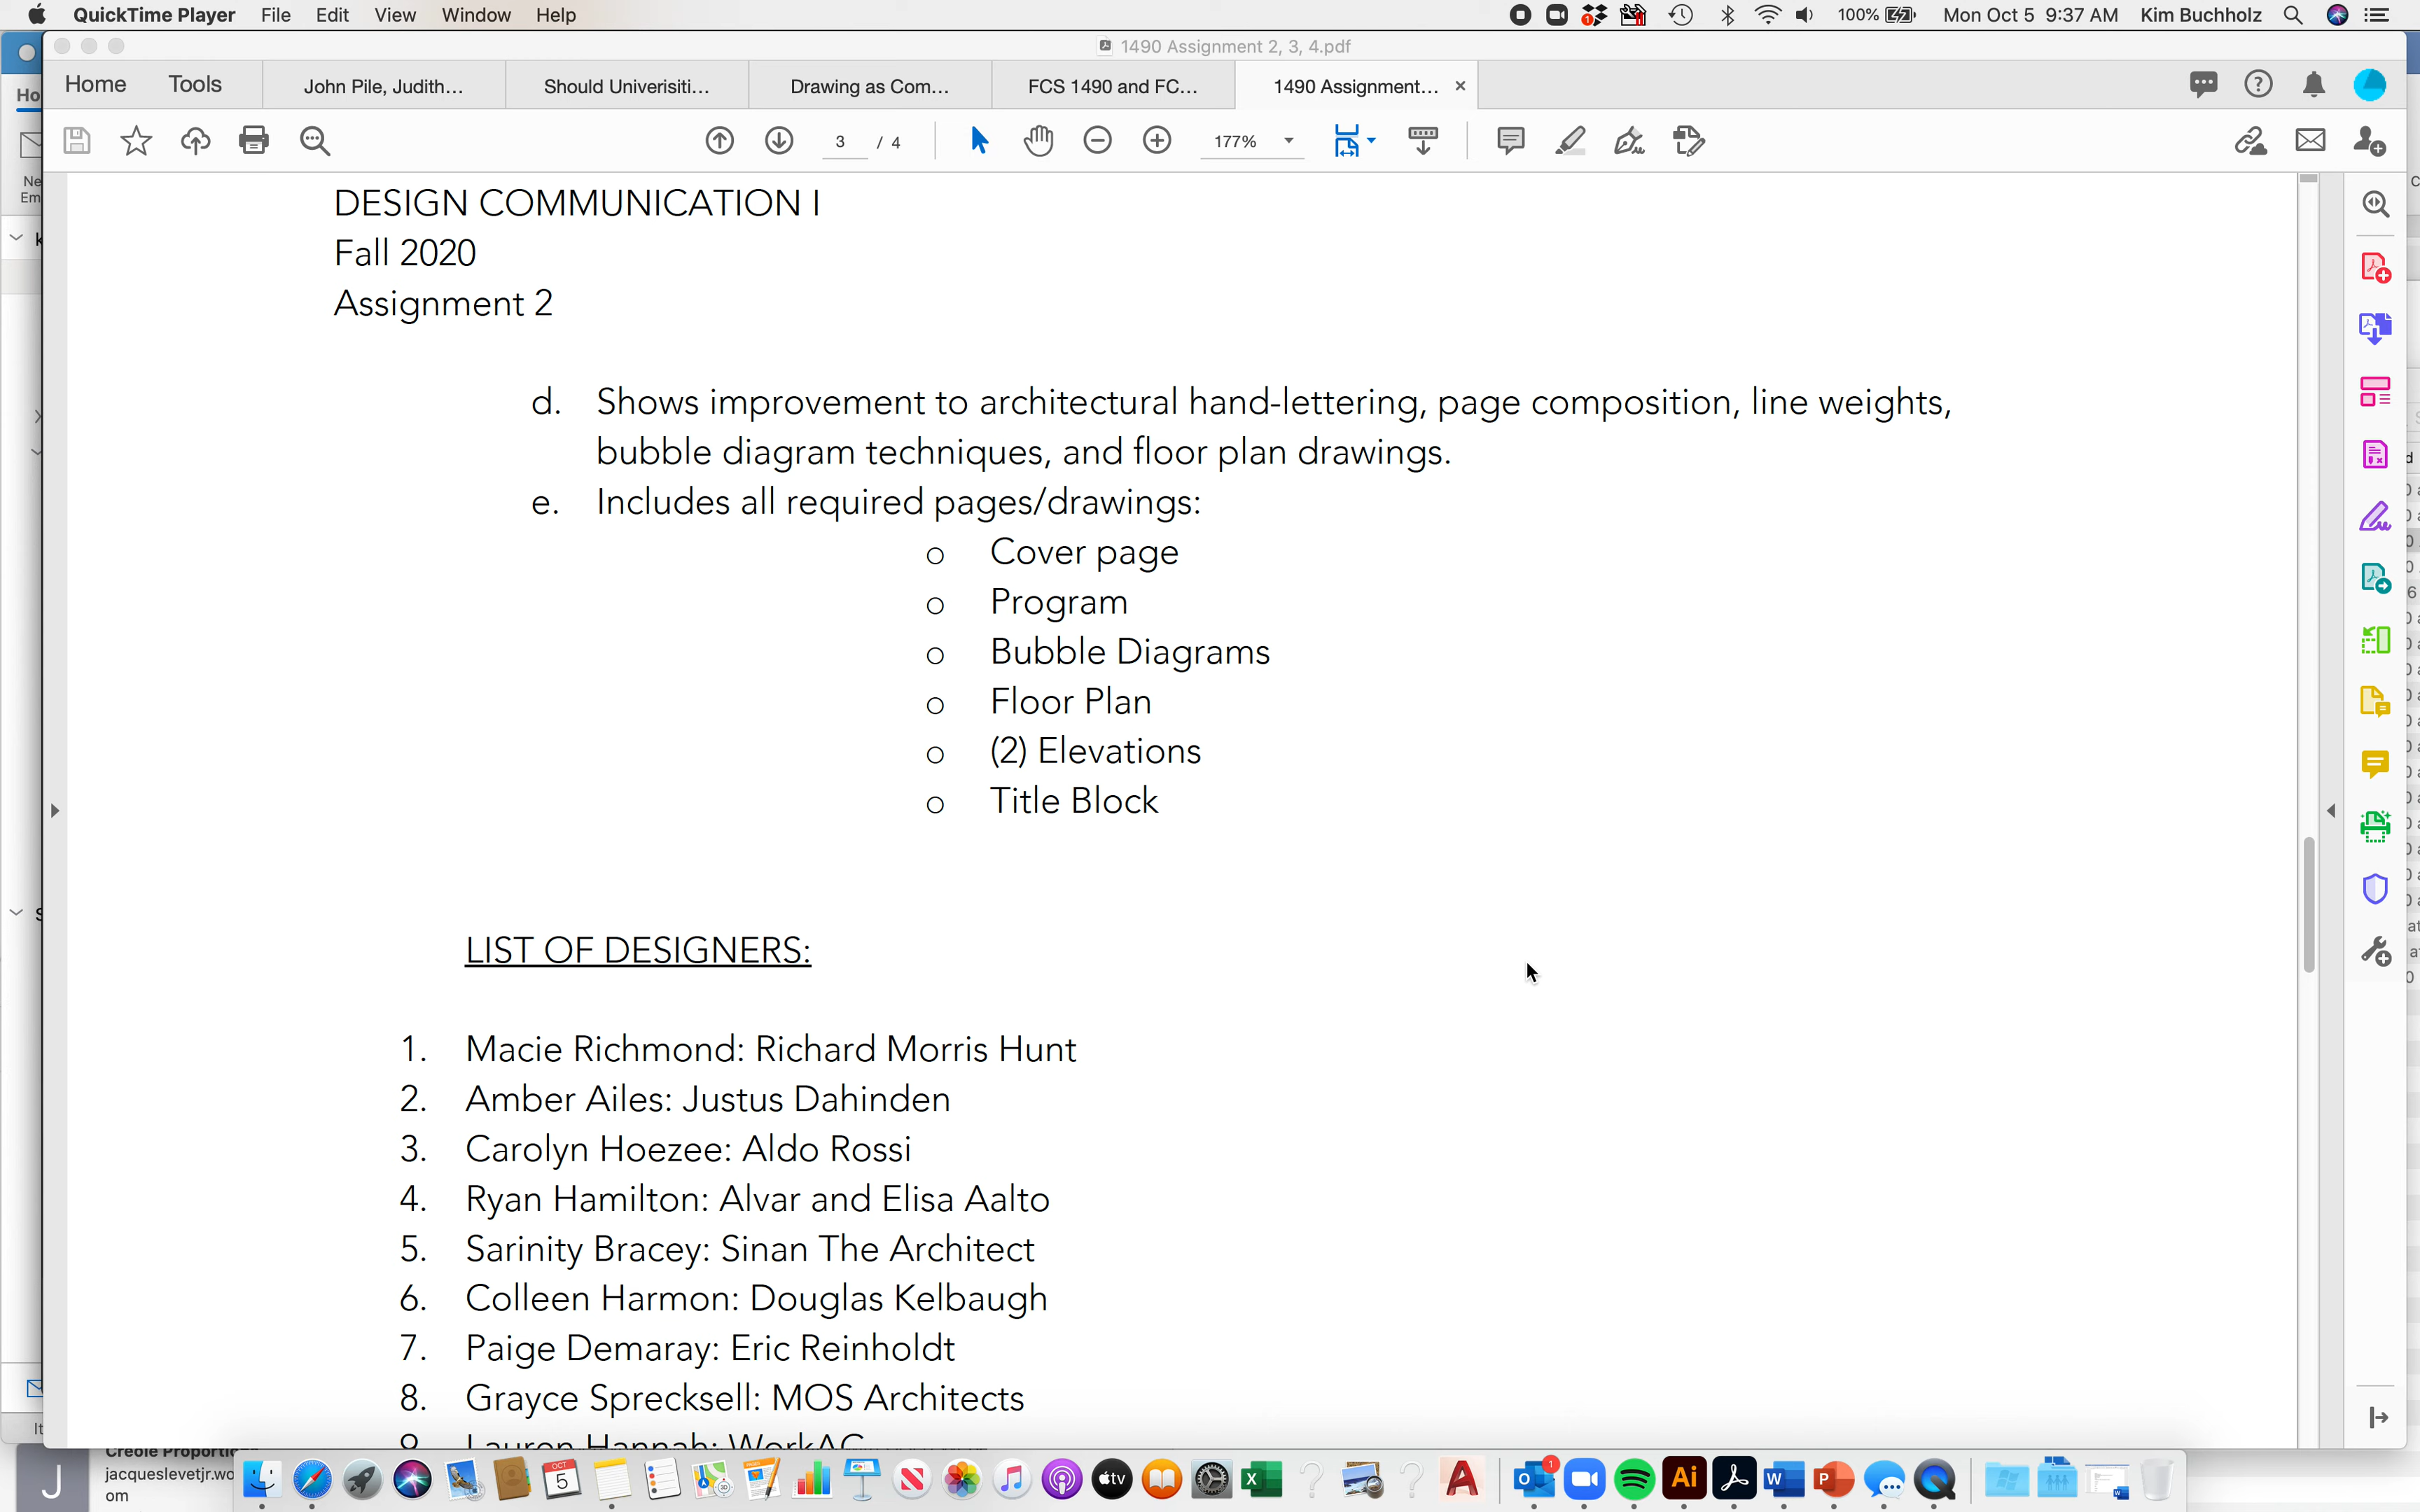 QuickTime Player File Edit View Window Help 100% Mon Oct 5 9:37 AM Kim Buchholz
1490 Assignment 2, 3, 4.pdf
Home Tools John Pile, Judith... Should Univerisiti... Drawing as Com... FCS 1490 and FC... 1490 Assignment...
3 / 4 177%
DESIGN COMMUNICATION I
Fall 2020
Assignment 2
d. Shows improvement to architectural hand-lettering, page composition, line weights,
bubble diagram techniques, and floor plan drawings.
e. Includes all required pages/drawings:
o Cover page
o Program
o Bubble Diagrams
o Floor Plan
o (2) Elevations
o Title Block
LIST OF DESIGNERS:
1. Macie Richmond: Richard Morris Hunt
2. Amber Ailes: Justus Dahinden
3. Carolyn Hoezee: Aldo Rossi
4. Ryan Hamilton: Alvar and Elisa Aalto
5. Sarinity Bracey: Sinan The Architect
6. Colleen Harmon: Douglas Kelbaugh
7. Paige Demaray: Eric Reinholdt
8. Grayce Sprecksell: MOS Architects
9. Lauren Hannah: WorkAC
jacqueslevetjr.wo
om
J